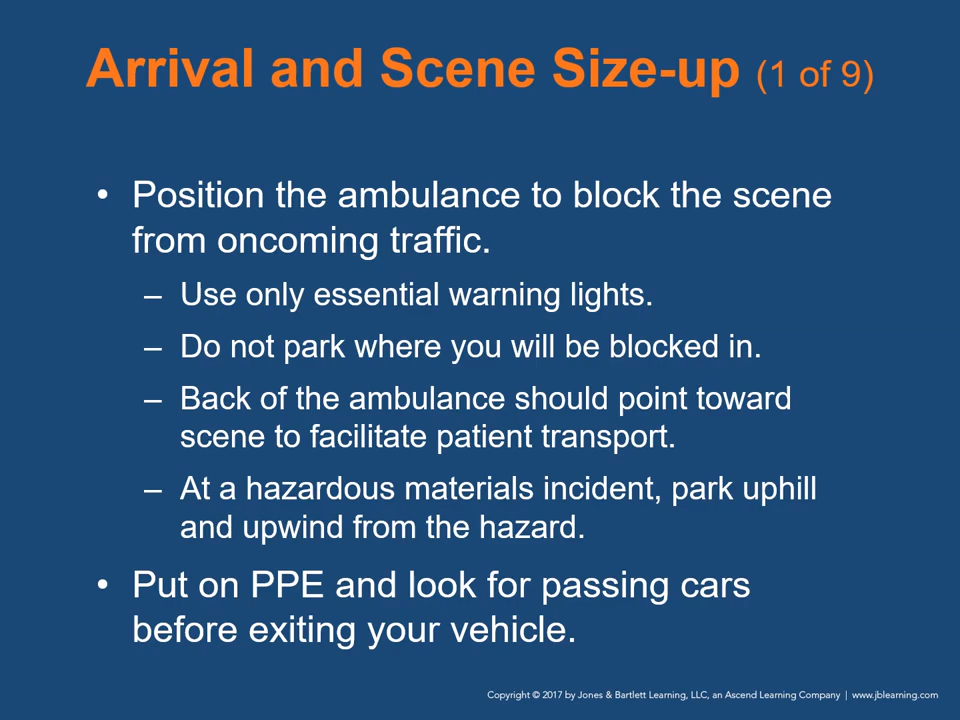 Arrival and Scene Size-up (1 of 9)
• Position the ambulance to block the scene
from oncoming traffic.
– Use only essential warning lights.
– Do not park where you will be blocked in.
– Back of the ambulance should point toward
scene to facilitate patient transport.
– At a hazardous materials incident, park uphill
and upwind from the hazard.
• Put on PPE and look for passing cars
before exiting your vehicle.
Copyright © 2017 by Jones & Bartlett Learning, LLC, an Ascend Learning Company | www.jblearning.com